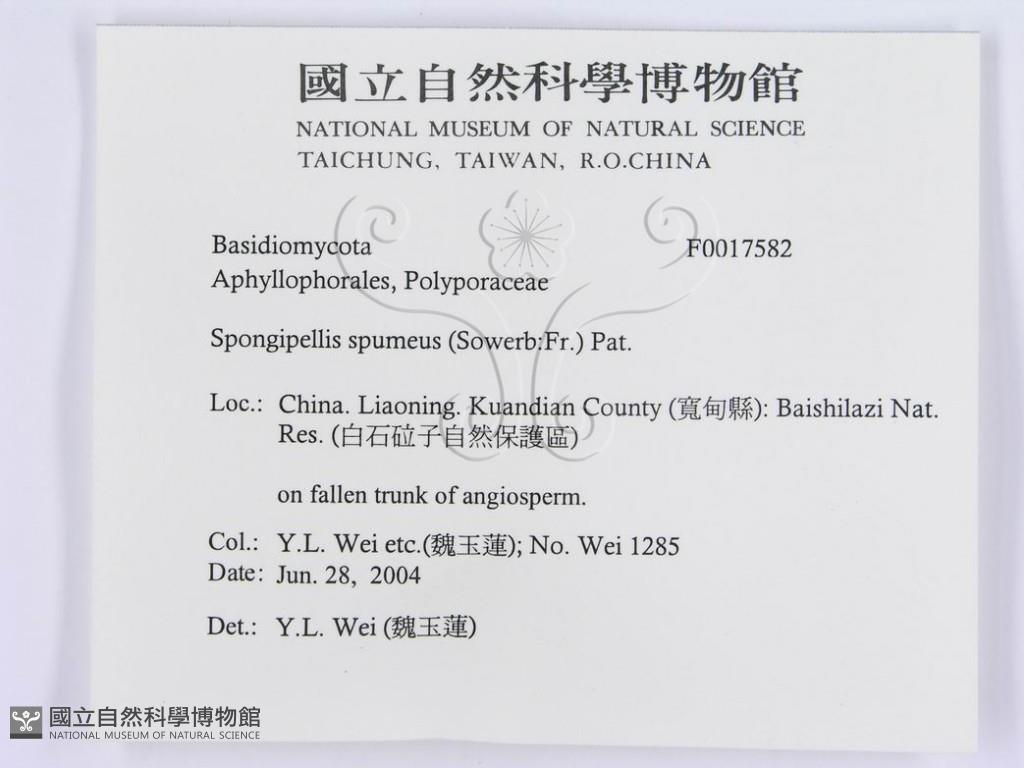 國立自然科學博物館
NATIONAL MUSEUM OF NATURAL SCIENCE
TAICHUNG, TAIWAN, R.O.CHINA
Basidiomycota F0017582
Aphyllophorales, Polyporaceae
Spongipellis spumeus (Sowerb:Fr.) Pat.
Loc.: China. Liaoning. Kuandian County (寬甸縣): Baishilazi Nat.
Res. (白石砬子自然保護區)
on fallen trunk of angiosperm.
Col.: Y.L. Wei etc.(魏玉蓮); No. Wei 1285
Date: Jun. 28, 2004
Det.: Y.L. Wei (魏玉蓮)
國立自然科學博物館
NATIONAL MUSEUM OF NATURAL SCIENCE